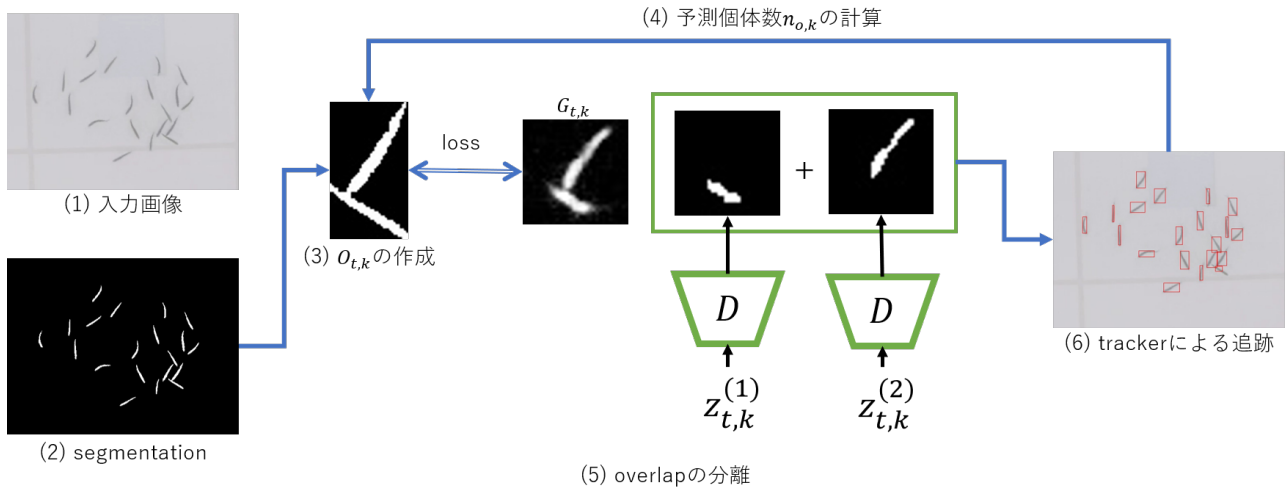 (4) 予測個体数n_{o,k}の計算
(1) 入力画像
(2) segmentation
(3) O_{t,k}の作成
loss
G_{t,k}
+
D
D
z_{t,k}^{(1)}
z_{t,k}^{(2)}
(5) overlapの分離
(6) trackerによる追跡